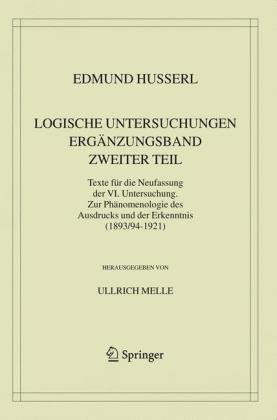 EDMUND HUSSERL
LOGISCHE UNTERSUCHUNGEN
ERGÄNZUNGSBAND
ZWEITER TEIL
Texte für die Neufassung
der VI. Untersuchung.
Zur Phänomenologie des
Ausdrucks und der Erkenntnis
(1893/94-1921)
HERAUSGEGEBEN VON
ULLRICH MELLE
Springer